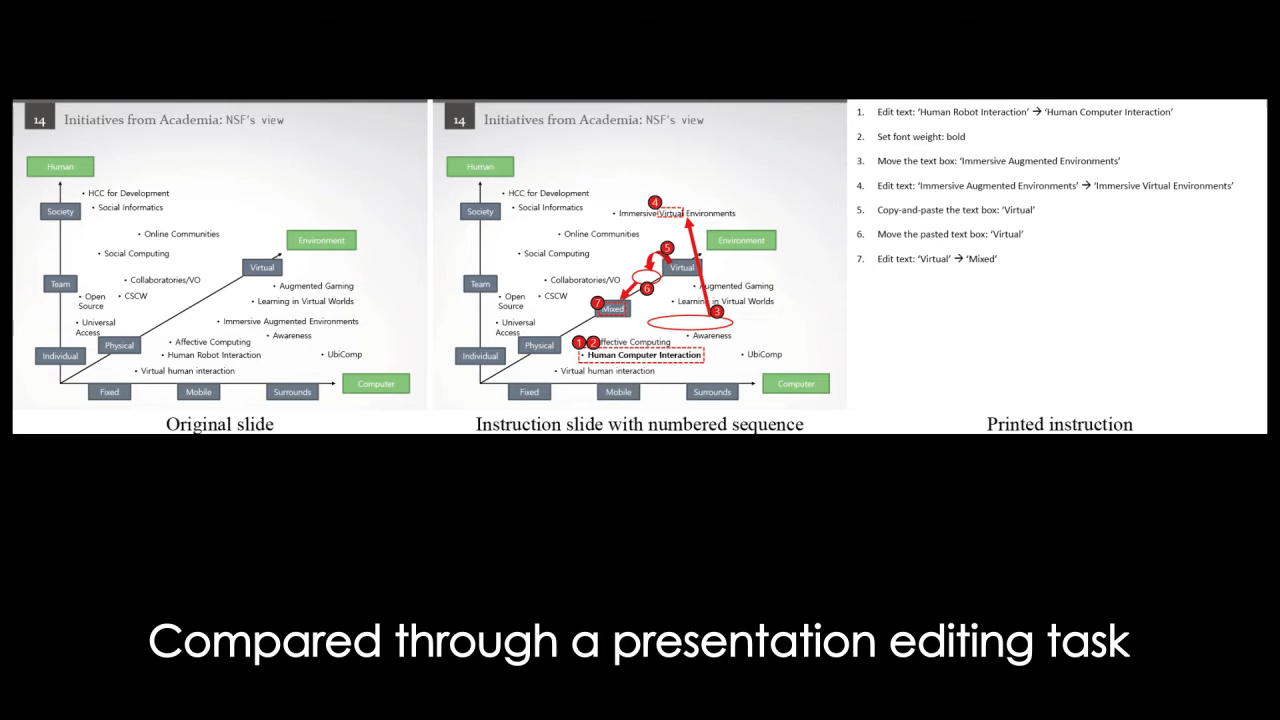 14 Initiatives from Academia: NSF's view
Human
• HCC for Development
Society
• Social Informatics
• Online Communities
Environment
• Social Computing
Virtual
Team
• Collaboratories/VO
• Augmented Gaming
• Open Source
• CSCW
• Learning in Virtual Worlds
• Universal Access
• Immersive Augmented Environments
• Awareness
Physical
• Affective Computing
Individual
• Human Robot Interaction
• UbiComp
• Virtual human interaction
Computer
Fixed
Mobile
Surrounds
Original slide
14 Initiatives from Academia: NSF's view
Human
• HCC for Development
4
Society
• Social Informatics
• Immersive Virtual Environments
• Online Communities
Environment
5
• Social Computing
Virtual
Team
• Collaboratories/VO
6
• Augmented Gaming
• Open Source
• CSCW
• Learning in Virtual Worlds
7
Mixed
3
• Universal Access
• Awareness
Physical
1 2
Affective Computing
Individual
• Human Computer Interaction
• UbiComp
• Virtual human interaction
Computer
Fixed
Mobile
Surrounds
Instruction slide with numbered sequence
1. Edit text: 'Human Robot Interaction' → 'Human Computer Interaction'
2. Set font weight: bold
3. Move the text box: 'Immersive Augmented Environments'
4. Edit text: 'Immersive Augmented Environments' → 'Immersive Virtual Environments'
5. Copy-and-paste the text box: 'Virtual'
6. Move the pasted text box: 'Virtual'
7. Edit text: 'Virtual' → 'Mixed'
Printed instruction
Compared through a presentation editing task